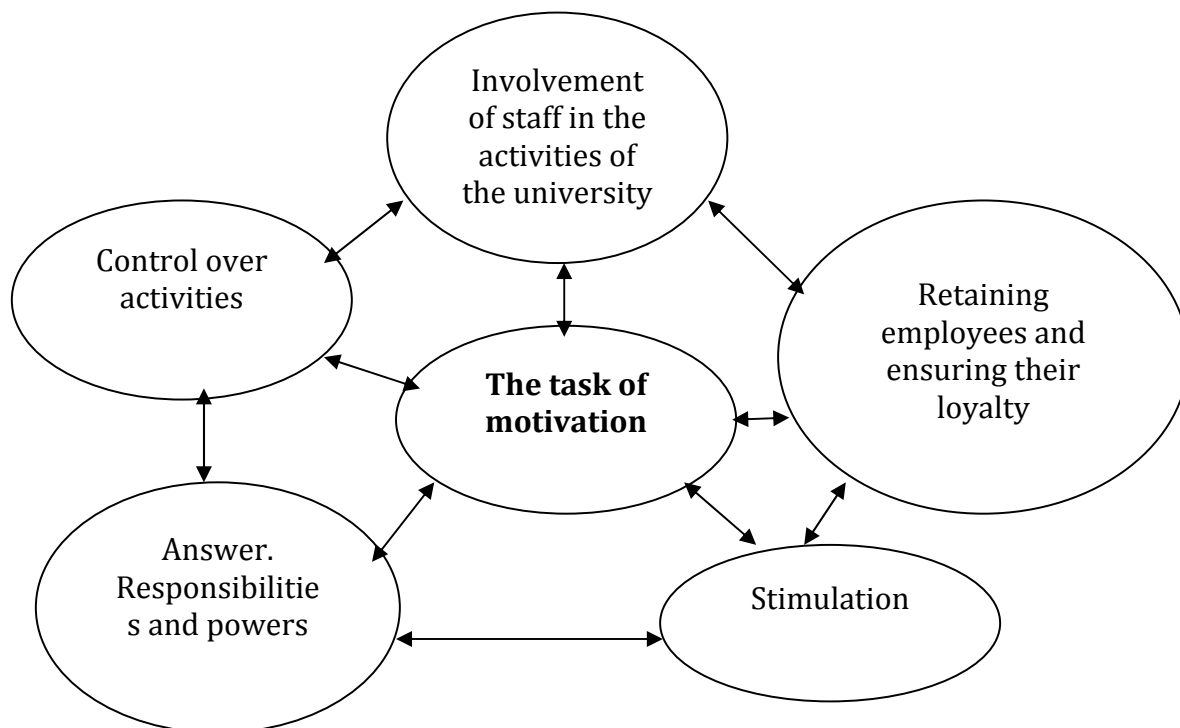 Involvement
of staff in the
activities of
the university
Control over
activities
Retaining
employees and
ensuring their
loyalty
The task of
motivation
Answer.
Responsibilitie
s and powers
Stimulation